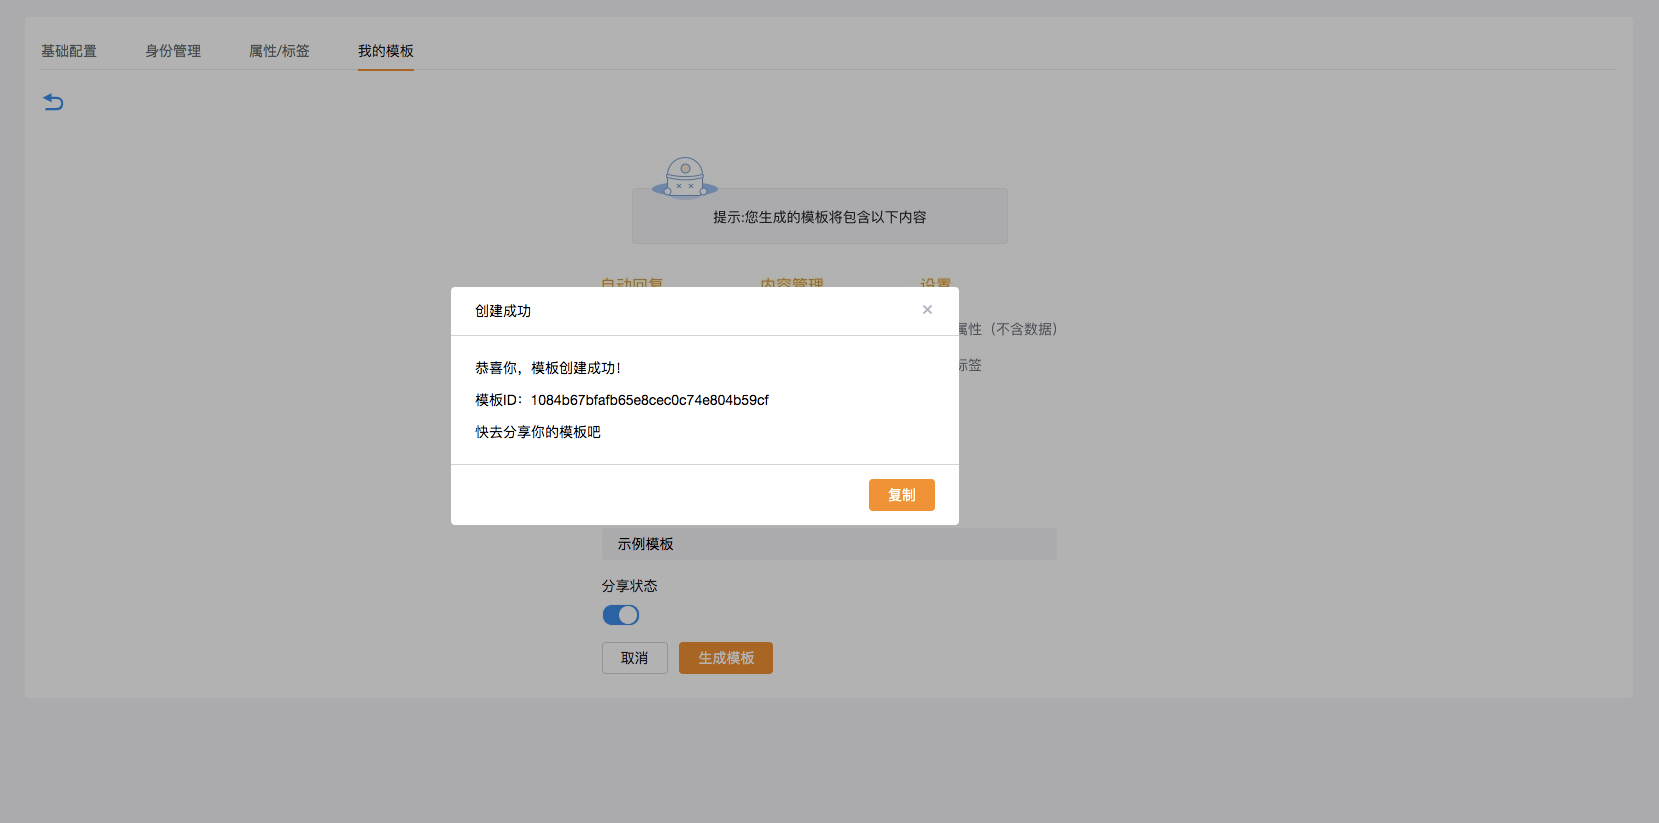 基础配置 身份管理 属性/标签 我的模板
提示:您生成的模板将包含以下内容
自动回复 内容管理 设置
创建成功
属性（不含数据）
恭喜你，模板创建成功！
标签
模板ID：1084b67bfafb65e8cec0c74e804b59cf
快去分享你的模板吧
复制
示例模板
分享状态
取消 生成模板